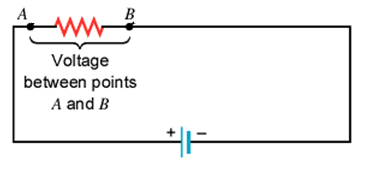 A B
Voltage
between points
A and B
+ −